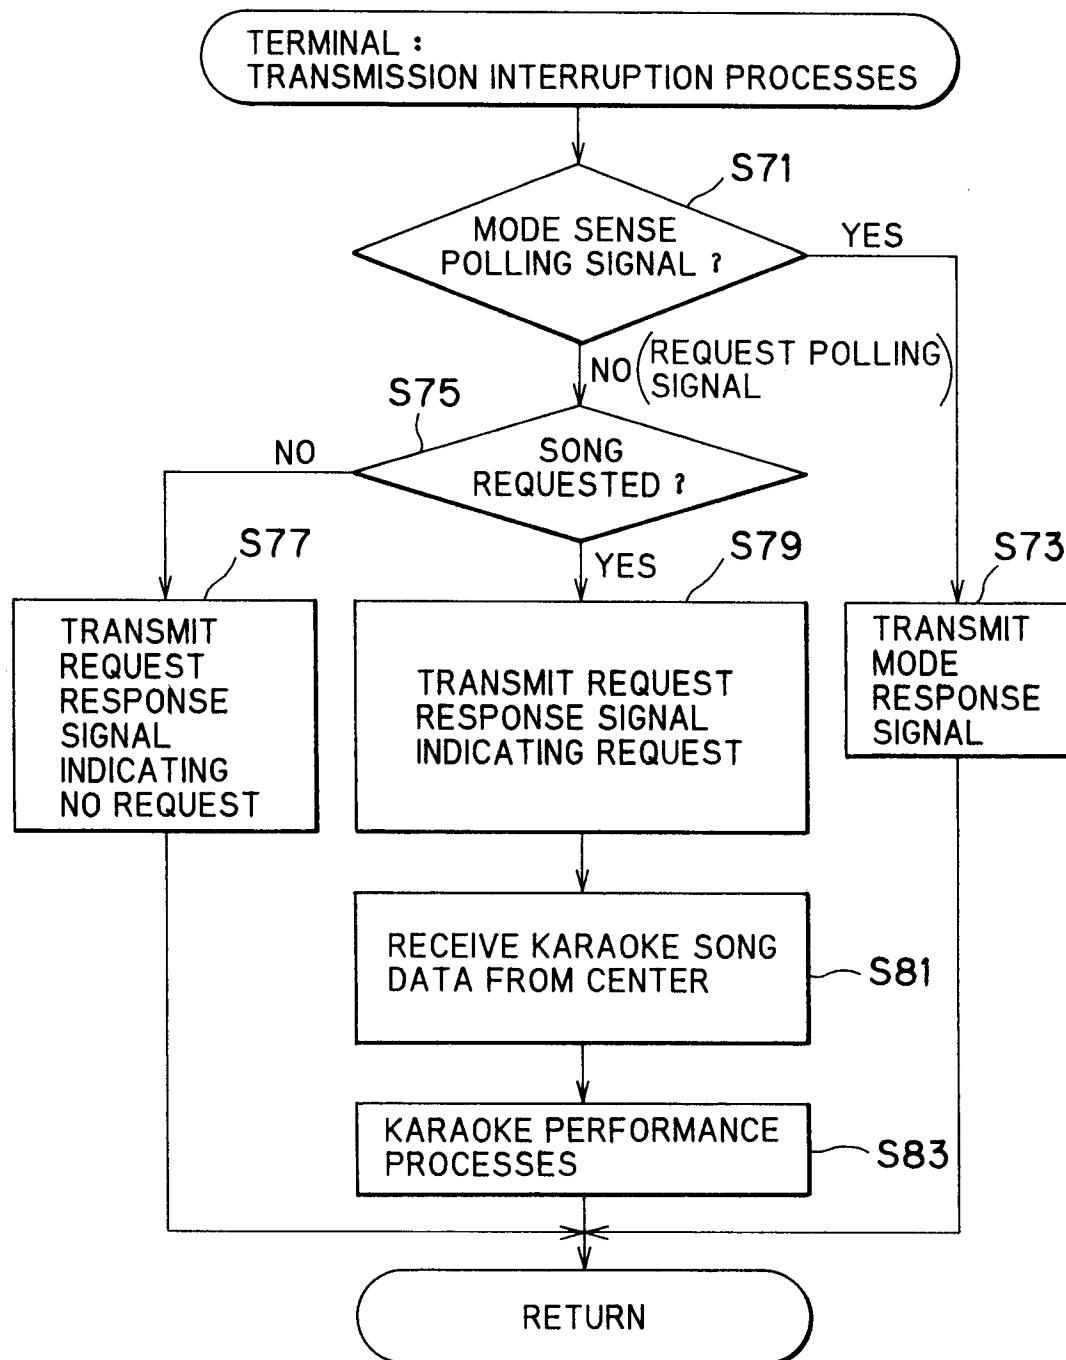 TERMINAL :
TRANSMISSION INTERRUPTION PROCESSES
S71
MODE SENSE
POLLING SIGNAL ?
YES
NO (REQUEST POLLING
SIGNAL)
S75
SONG
REQUESTED ?
NO
YES
S77
TRANSMIT
REQUEST
RESPONSE
SIGNAL
INDICATING
NO REQUEST
S79
TRANSMIT REQUEST
RESPONSE SIGNAL
INDICATING REQUEST
S73
TRANSMIT
MODE
RESPONSE
SIGNAL
RECEIVE KARAOKE SONG
DATA FROM CENTER
S81
KARAOKE PERFORMANCE
PROCESSES
S83
RETURN